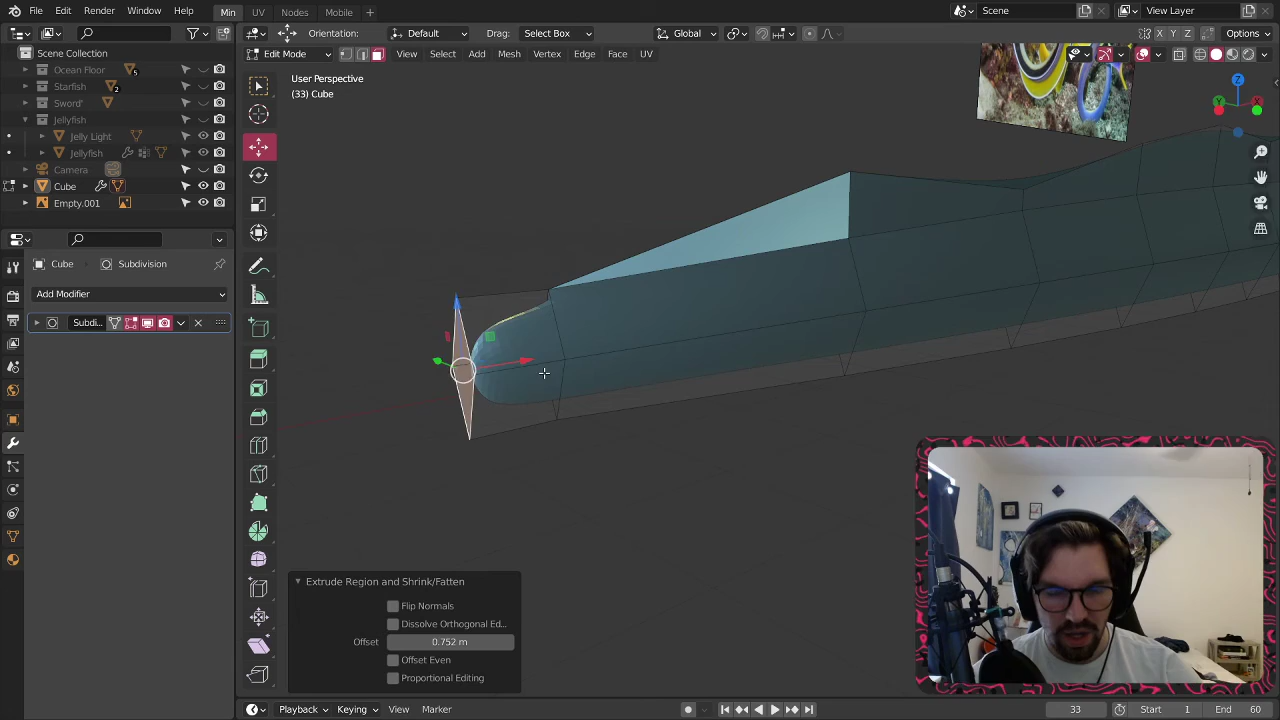 File Edit Render Window Help
Min UV Nodes Mobile +
Scene
View Layer
Orientation: Default Drag: Select Box
Global
X Y Z Options
Edit Mode
View Select Add Mesh Vertex Edge Face UV
Scene Collection
Ocean Floor 5
Starfish 2
Sword'
Jellyfish
Jelly Light
Jellyfish
Camera
Cube
Empty.001
Cube > Subdivision
Add Modifier
Subdi...
User Perspective
(33) Cube
Z
Y X
Extrude Region and Shrink/Fatten
Flip Normals
Dissolve Orthogonal Ed...
Offset 0.752 m
Offset Even
Proportional Editing
Playback Keying View Marker
33 Start 1 End 60